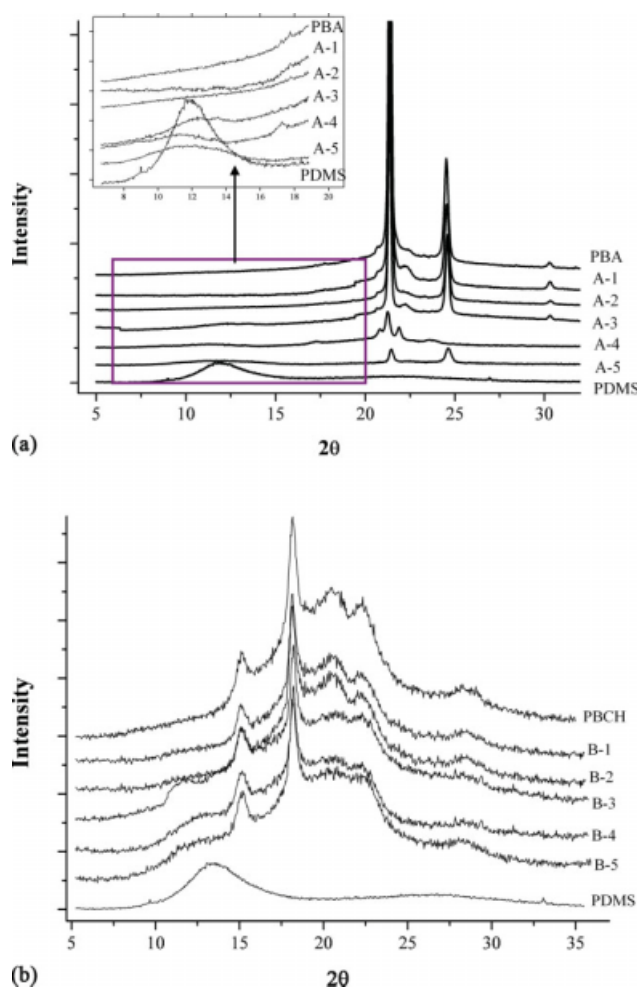 PBA
A-1
A-2
A-3
A-4
A-5
PDMS
8 10 12 14 16 18 20
Intensity
PBA
A-1
A-2
A-3
A-4
A-5
PDMS
5 10 15 20 25 30
(a)
2θ
Intensity
PBCH
B-1
B-2
B-3
B-4
B-5
PDMS
5 10 15 20 25 30 35
(b)
2θ